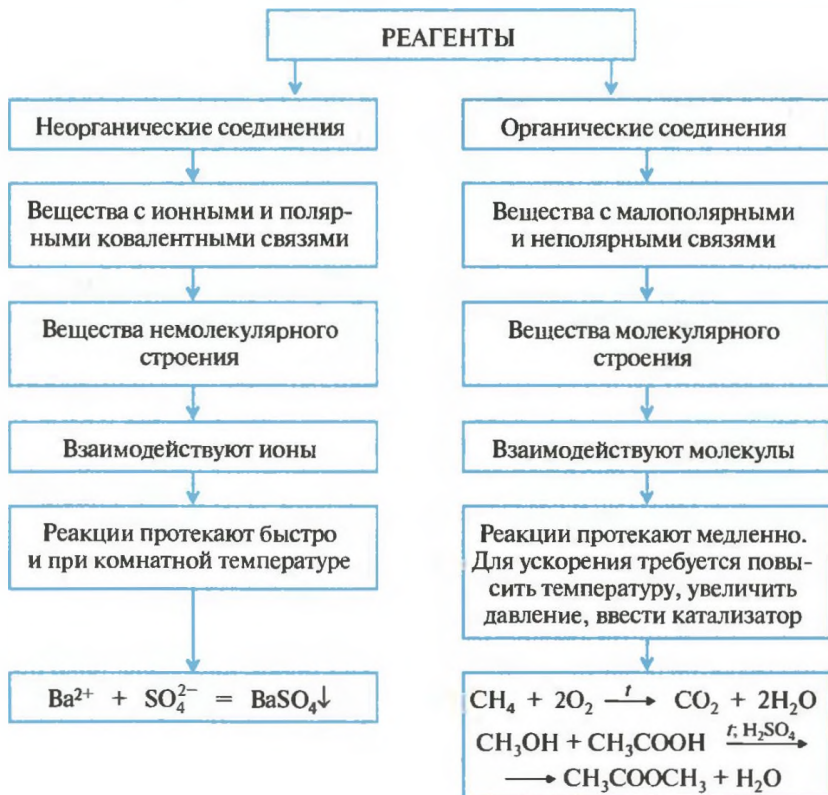 РЕАГЕНТЫ
Неорганические соединения
Вещества с ионными и поляр-
ными ковалентными связями
Вещества немолекулярного
строения
Взаимодействуют ионы
Реакции протекают быстро
и при комнатной температуре
Ba²⁺ + SO₄²⁻ = BaSO₄↓
Органические соединения
Вещества с малополярными
и неполярными связями
Вещества молекулярного
строения
Взаимодействуют молекулы
Реакции протекают медленно.
Для ускорения требуется повы-
сить температуру, увеличить
давление, ввести катализатор
CH₄ + 2O₂ —t→ CO₂ + 2H₂O
CH₃OH + CH₃COOH —t; H₂SO₄→
⟶ CH₃COOCH₃ + H₂O